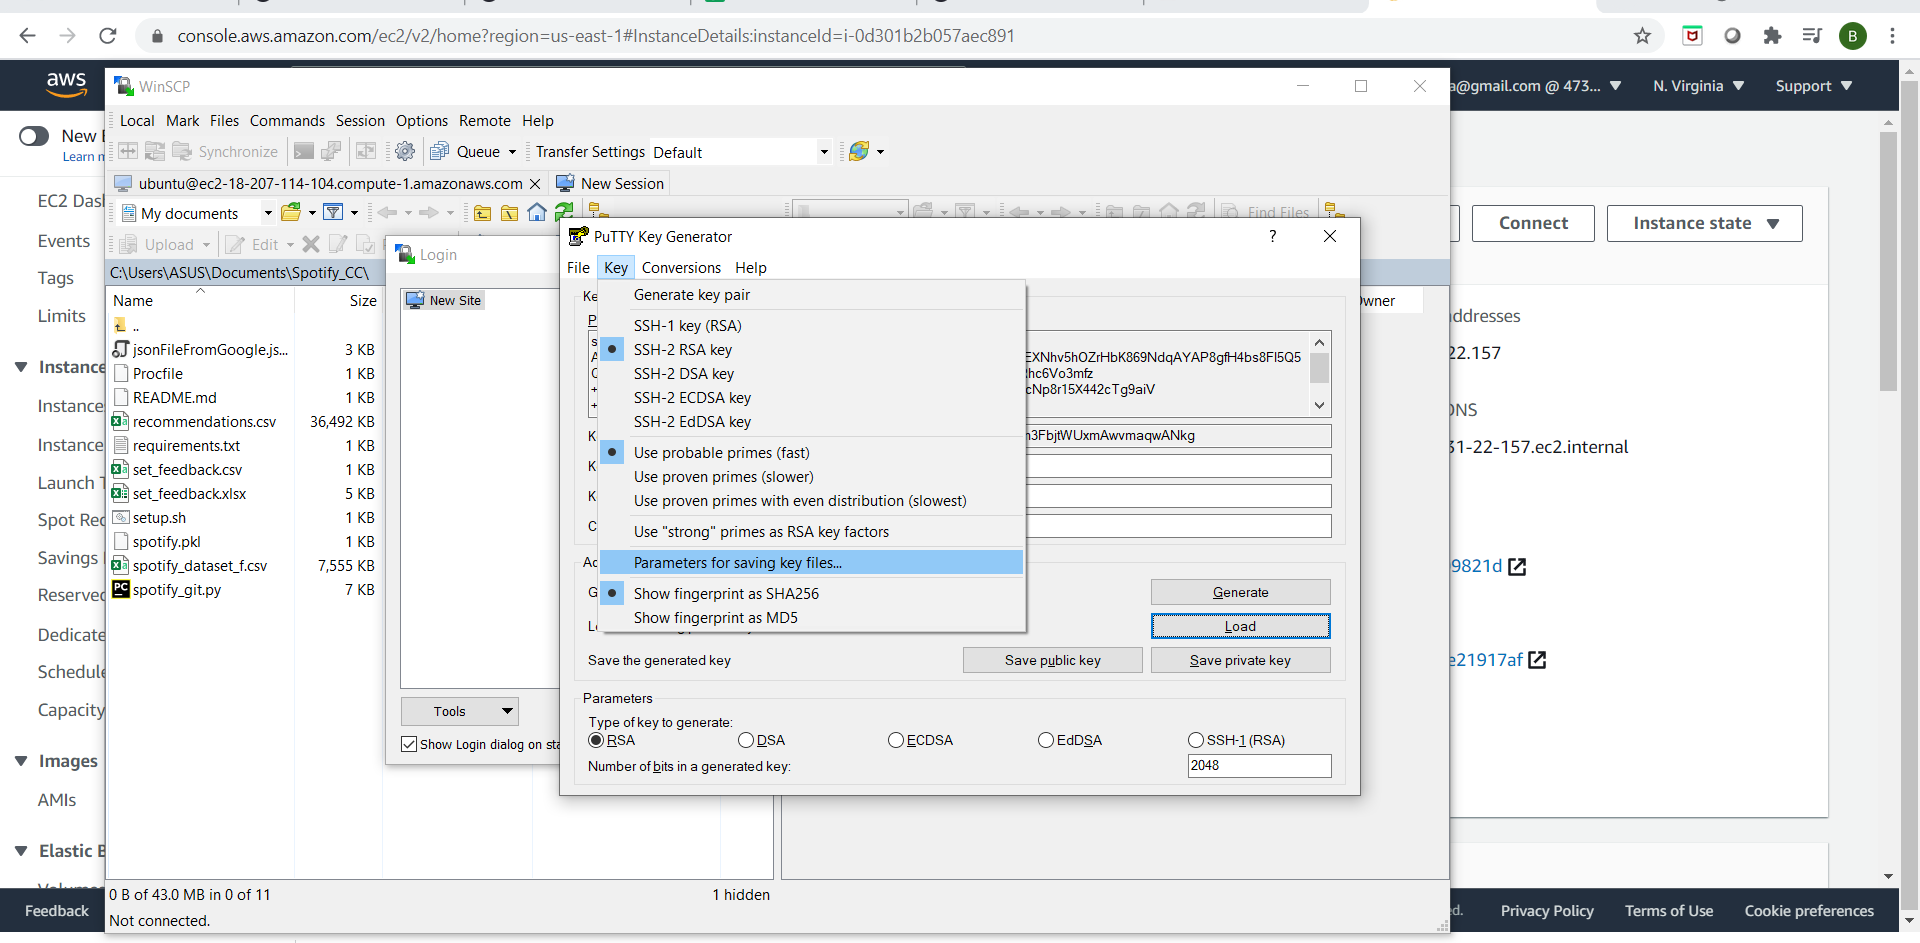 console.aws.amazon.com/ec2/v2/home?region=us-east-1#InstanceDetails:instanceId=i-0d301b2b057aec891
B
aws
WinSCP
a@gmail.com @ 473...
N. Virginia
Support
New
Learn
Local Mark Files Commands Session Options Remote Help
Synchronize
Queue
Transfer Settings Default
ubuntu@ec2-18-207-114-104.compute-1.amazonaws.com
New Session
My documents
Find Files
Upload
Edit
C:\Users\ASUS\Documents\Spotify_CC\
Name
Size
Owner
..
jsonFileFromGoogle.js... 3 KB
Procfile 1 KB
README.md 1 KB
recommendations.csv 36,492 KB
requirements.txt 1 KB
set_feedback.csv 1 KB
set_feedback.xlsx 5 KB
setup.sh 1 KB
spotify.pkl 1 KB
spotify_dataset_f.csv 7,555 KB
spotify_git.py 7 KB
0 B of 43.0 MB in 0 of 11
1 hidden
Not connected.
Login
New Site
Tools
Show Login dialog on sta
PuTTY Key Generator
?
File Key Conversions Help
Generate key pair
SSH-1 key (RSA)
SSH-2 RSA key
SSH-2 DSA key
SSH-2 ECDSA key
SSH-2 EdDSA key
Use probable primes (fast)
Use proven primes (slower)
Use proven primes with even distribution (slowest)
Use "strong" primes as RSA key factors
Parameters for saving key files...
Show fingerprint as SHA256
Show fingerprint as MD5
EXNhv5hOZrHbK869NdqAYAP8gfH4bs8FI5Q5
hc6Vo3mfz
cNp8r15X442cTg9aiV
n3FbjtWUxmAwvmaqwANkg
Generate
Load
Save the generated key
Save public key
Save private key
Parameters
Type of key to generate:
RSA
DSA
ECDSA
EdDSA
SSH-1 (RSA)
Number of bits in a generated key:
2048
EC2 Dash
Events
Tags
Limits
Instance
Instance
Instance
Launch T
Spot Req
Savings
Reserved
Dedicate
Schedule
Capacity
Images
AMIs
Elastic B
Connect
Instance state
addresses
22.157
ONS
31-22-157.ec2.internal
9821d
e21917af
Feedback
ed.
Privacy Policy
Terms of Use
Cookie preferences